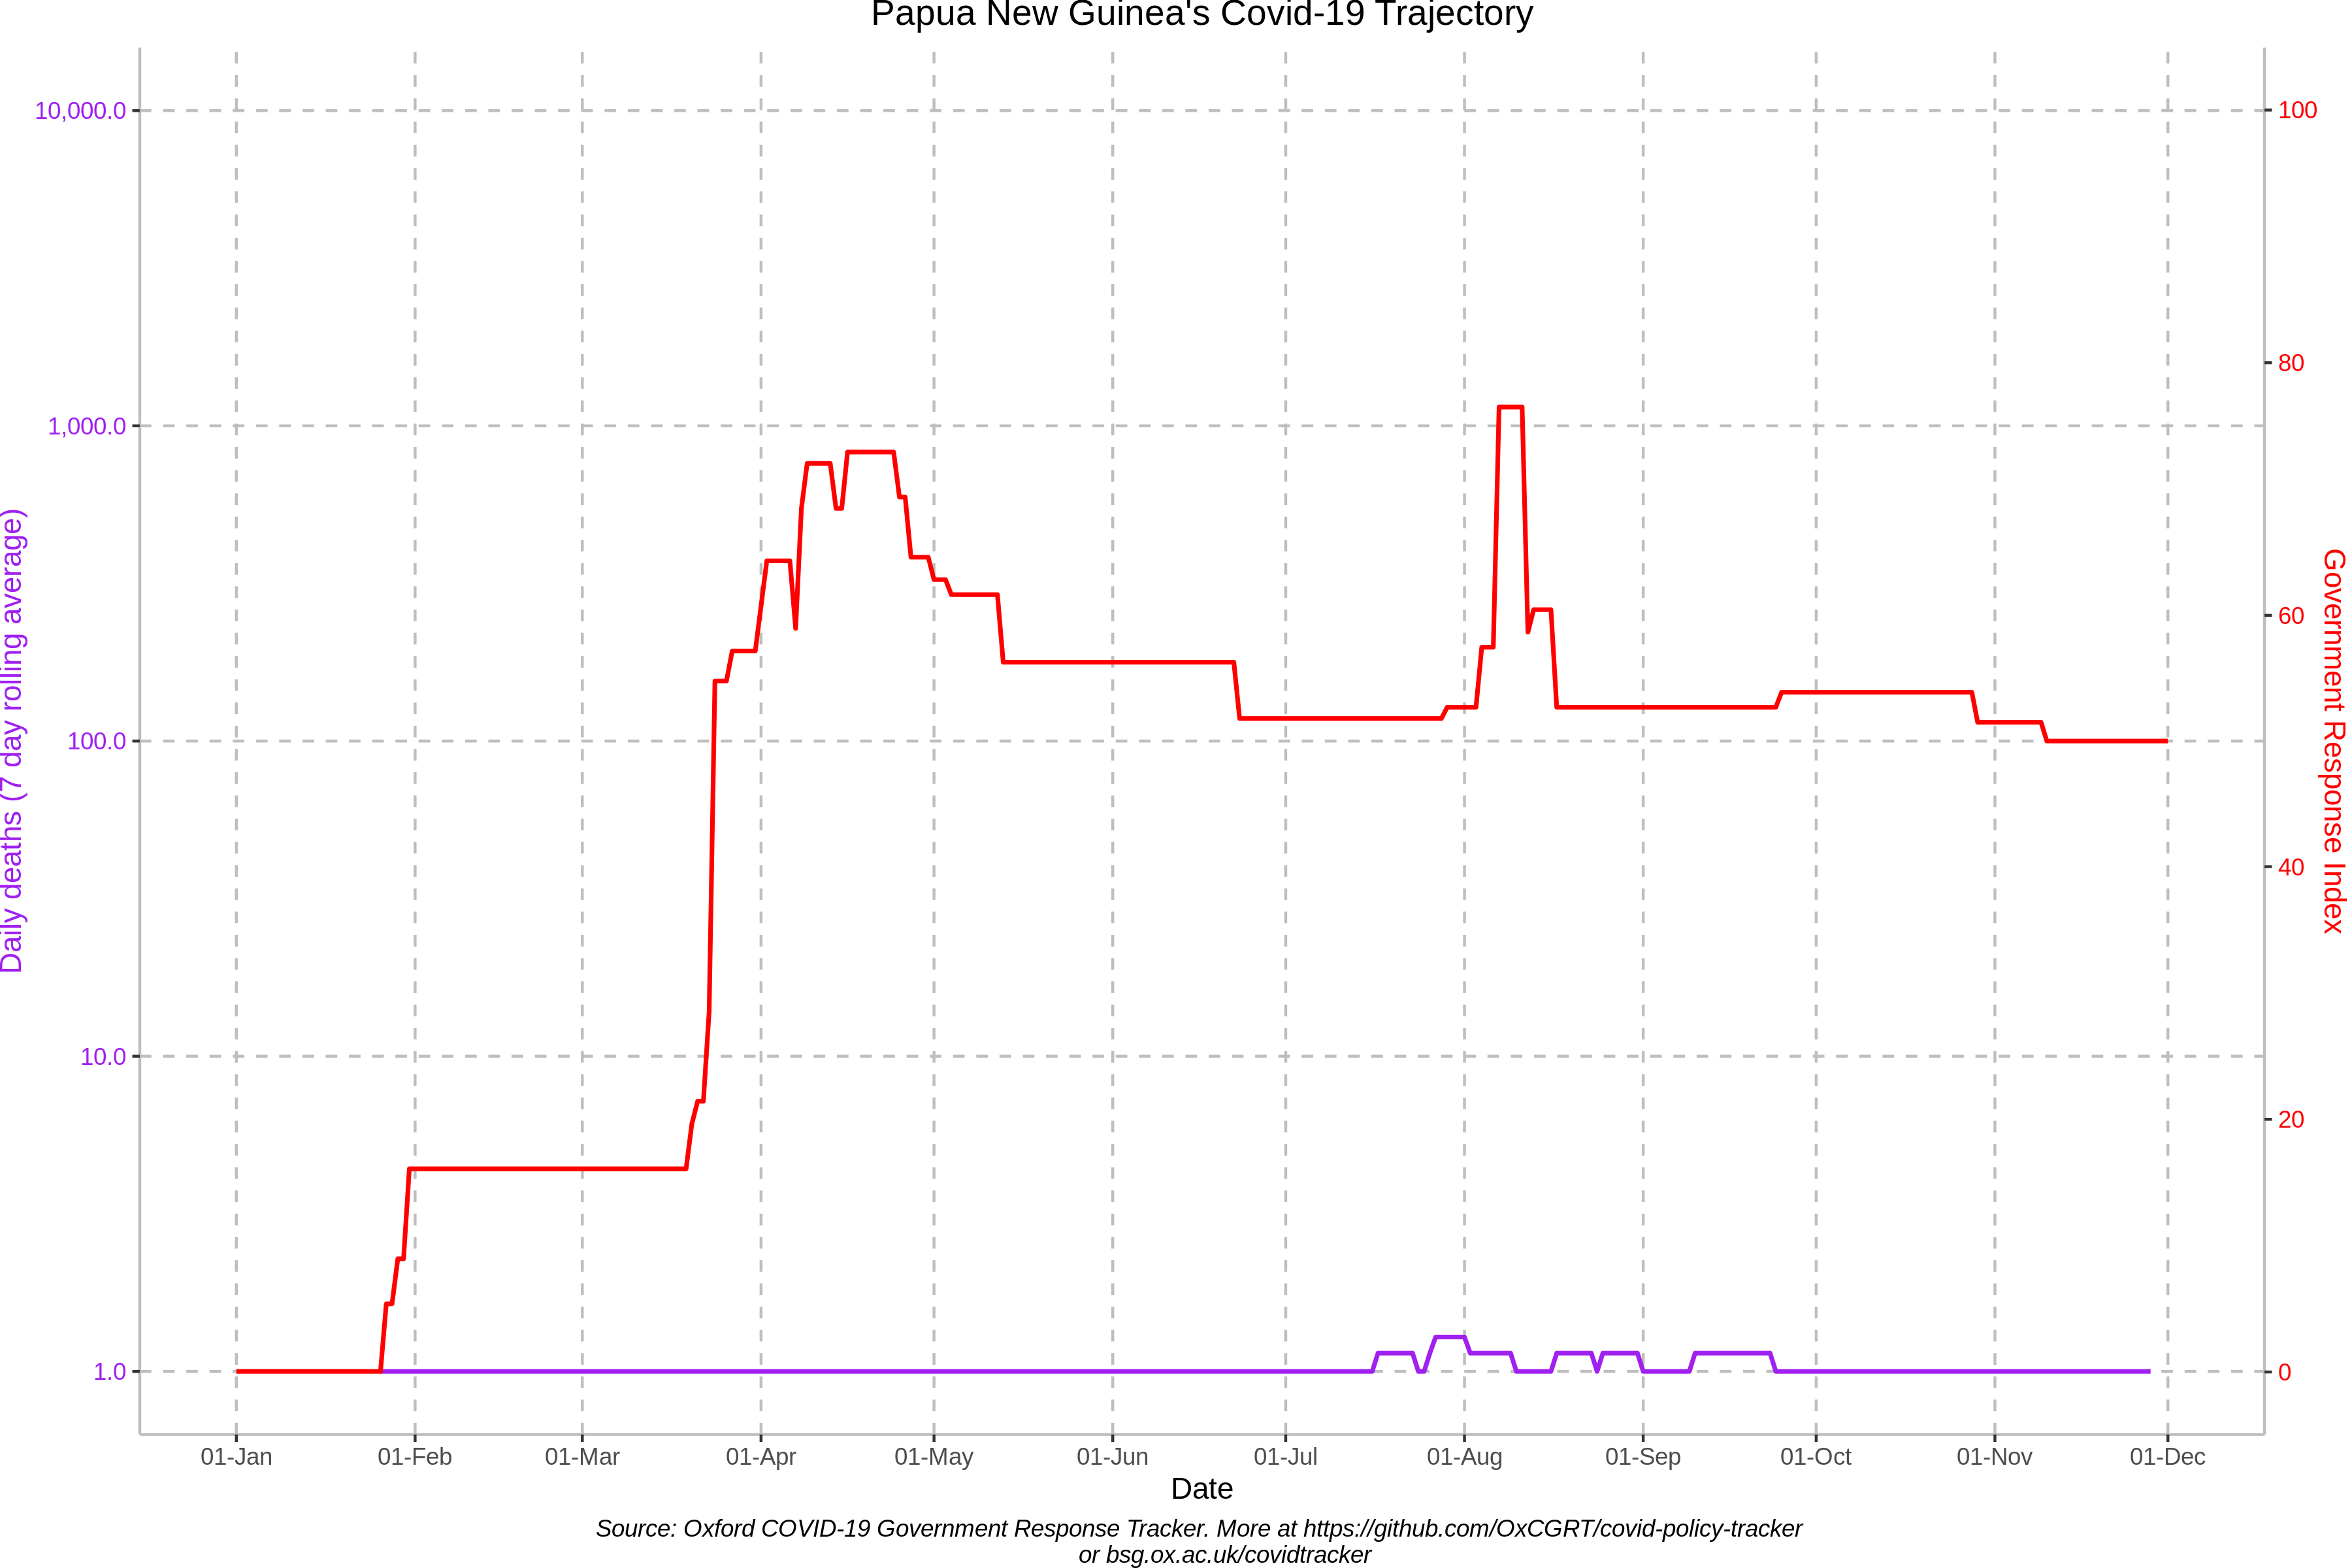 Papua New Guinea's Covid-19 Trajectory
Daily deaths (7 day rolling average)
10,000.0
1,000.0
100.0
10.0
1.0
100
80
60
40
20
0
Government Response Index
01-Jan 01-Feb 01-Mar 01-Apr 01-May 01-Jun 01-Jul 01-Aug 01-Sep 01-Oct 01-Nov 01-Dec
Date
Source: Oxford COVID-19 Government Response Tracker. More at https://github.com/OxCGRT/covid-policy-tracker
or bsg.ox.ac.uk/covidtracker